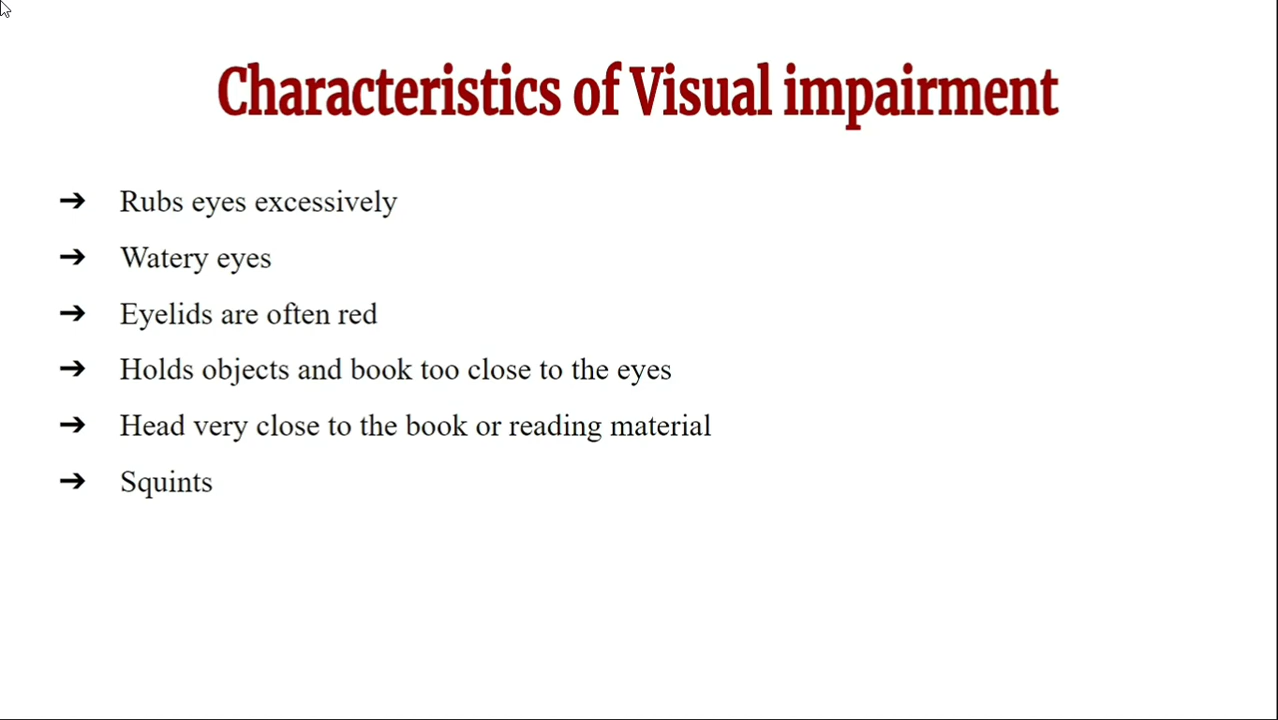 Characteristics of Visual impairment
➔ Rubs eyes excessively
➔ Watery eyes
➔ Eyelids are often red
➔ Holds objects and book too close to the eyes
➔ Head very close to the book or reading material
➔ Squints